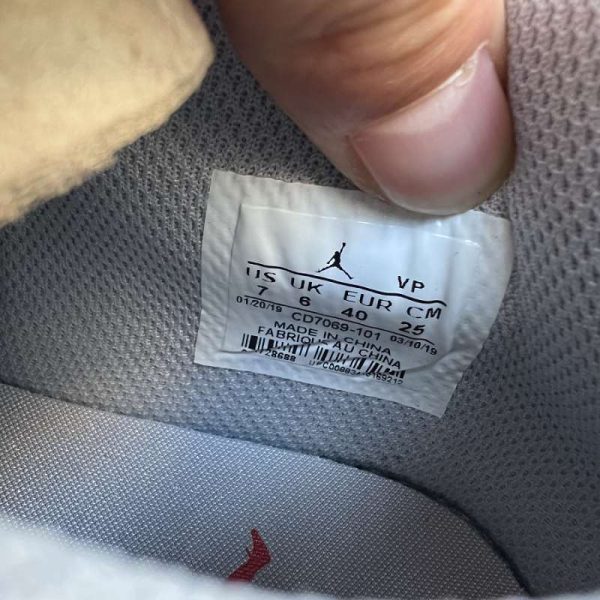 VP
US UK EUR CM
7 6 40 25
01/20/19 CD7069-101 03/10/19
MADE IN CHINA
FABRIQUE AU CHINA